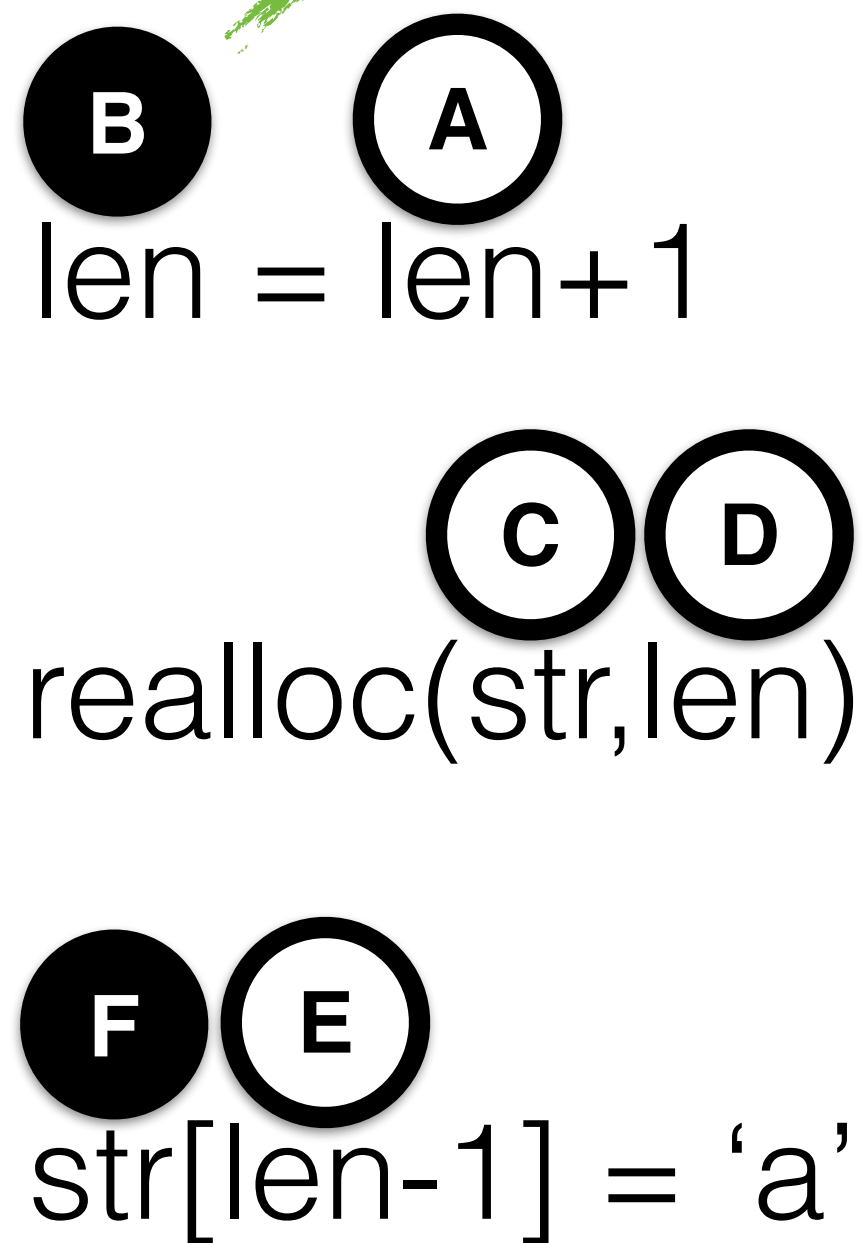 B A
len = len+1
C D
realloc(str,len)
F E
str[len-1] = ‘a’